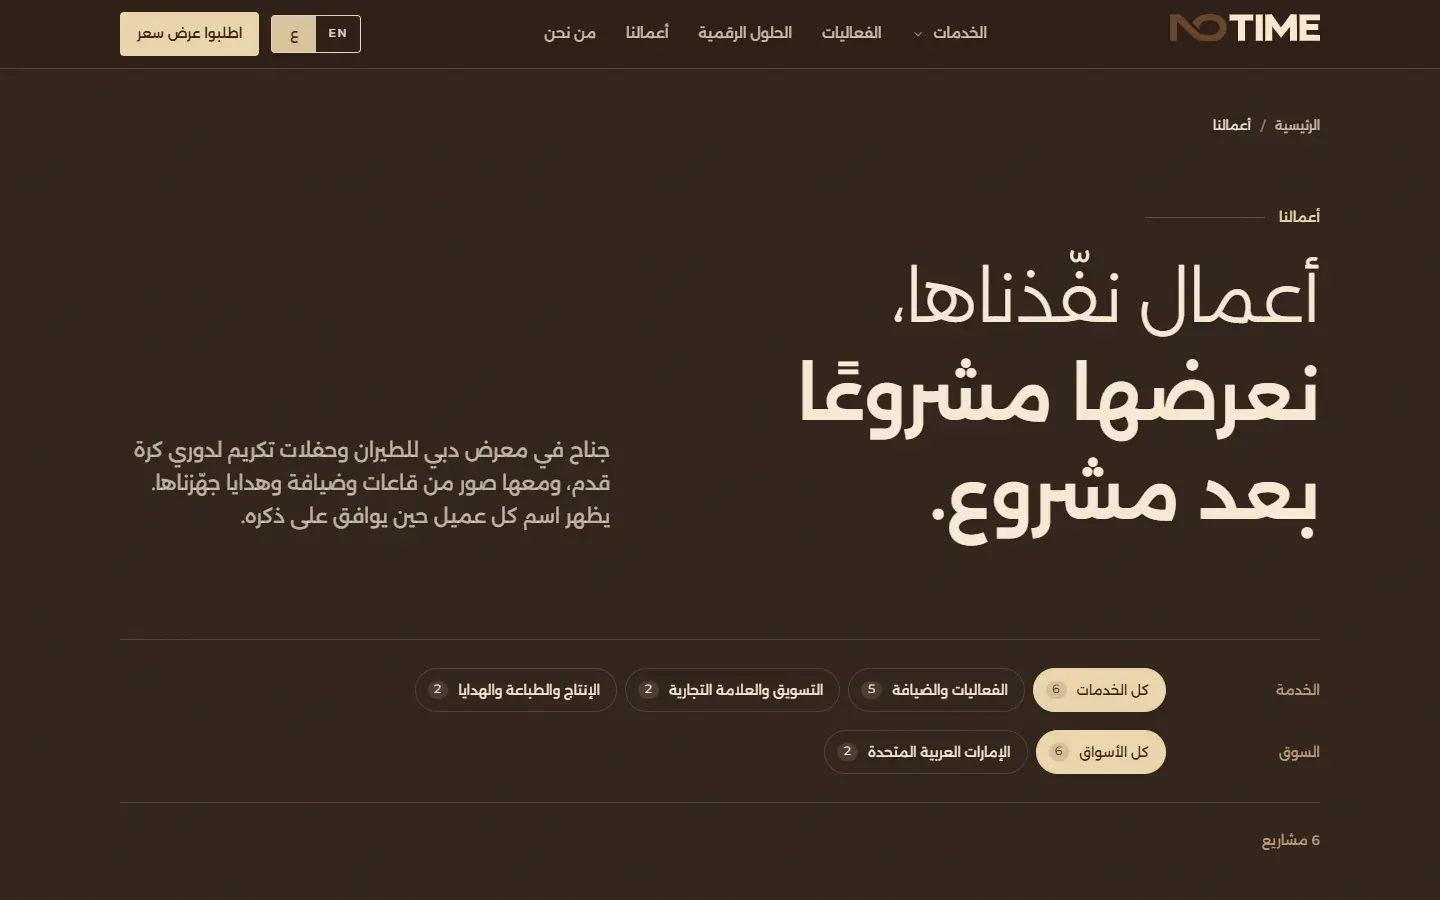 NO TIME
الخدمات
الفعاليات
الحلول الرقمية
أعمالنا
من نحن
EN
ع
اطلبوا عرض سعر
الرئيسية / أعمالنا
أعمالنا
أعمال نفّذناها،
نعرضها مشروعًا
بعد مشروع.
جناح في معرض دبي للطيران وحفلات تكريم لدوري كرة
قدم، ومعها صور من قاعات وضيافة وهدايا جهّزناها.
يظهر اسم كل عميل حين يوافق على ذكره.
الخدمة
كل الخدمات 6
الفعاليات والضيافة 5
التسويق والعلامة التجارية 2
الإنتاج والطباعة والهدايا 2
السوق
كل الأسواق 6
الإمارات العربية المتحدة 2
6 مشاريع